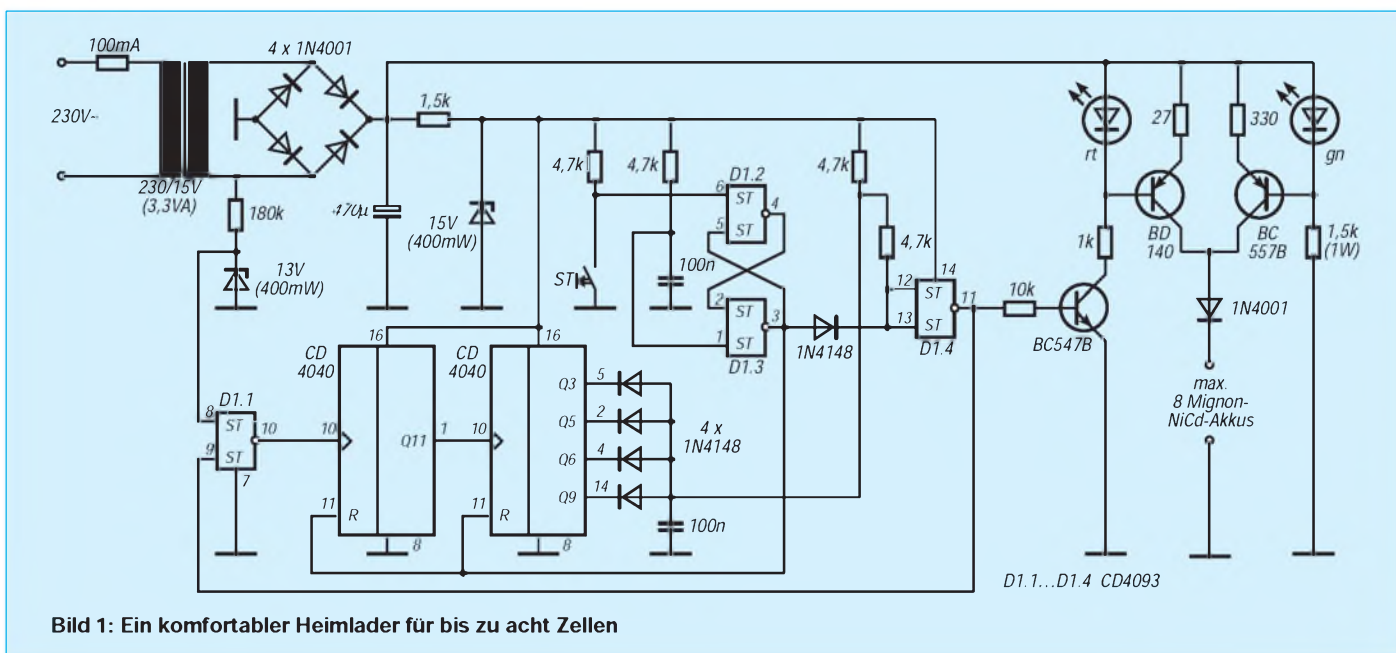 100mA
4 x 1N4001
230V~
230/15V
(3,3VA)
180k
13V
(400mW)
470µ
1,5k
15V
(400mW)
4,7k
4,7k
ST
100n
D1.2
6
ST
4
5
ST
2
ST
3
1
ST
D1.3
1N4148
4,7k
4,7k
14
12
ST
11
13
ST
D1.4
10k
BC547B
1k
rt
27
330
gn
BD
140
BC
557B
1,5k
(1W)
1N4001
max.
8 Mignon-
NiCd-Akkus
D1.1
8
ST
10
9
ST
7
CD
4040
16
10
Q11
1
11
R
8
CD
4040
16
10
Q3
5
Q5
2
Q6
4
Q9
14
11
R
8
4 x
1N4148
100n
D1.1...D1.4 CD4093
Bild 1: Ein komfortabler Heimlader für bis zu acht Zellen